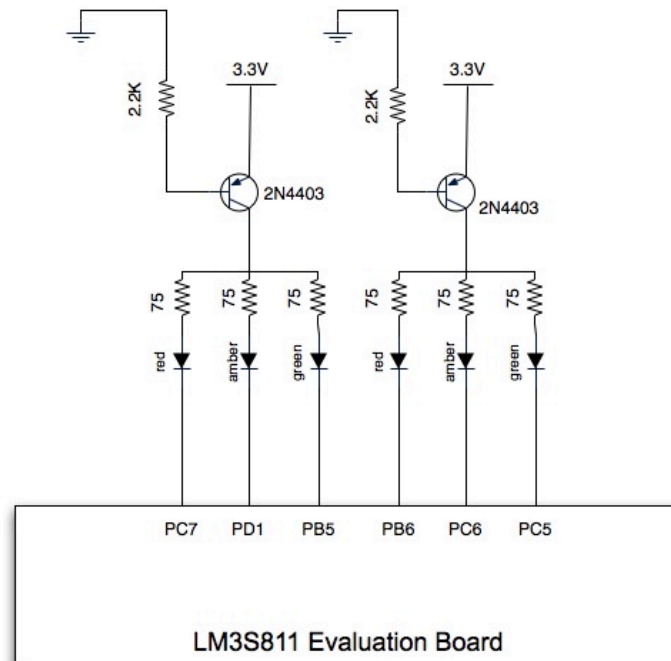 3.3V 3.3V
2.2K 2.2K
2N4403 2N4403
75 75 75 75 75 75
red amber green red amber green
PC7 PD1 PB5 PB6 PC6 PC5
LM3S811 Evaluation Board